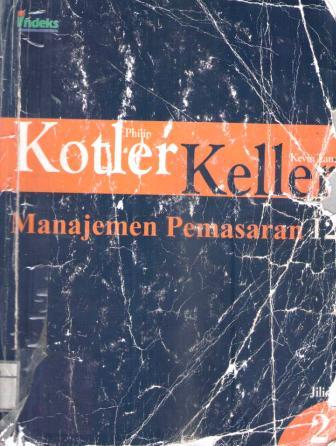 indeks
Philip
Kotler
Kevin Lane
Keller
Manajemen Pemasaran 12
Jilid
2